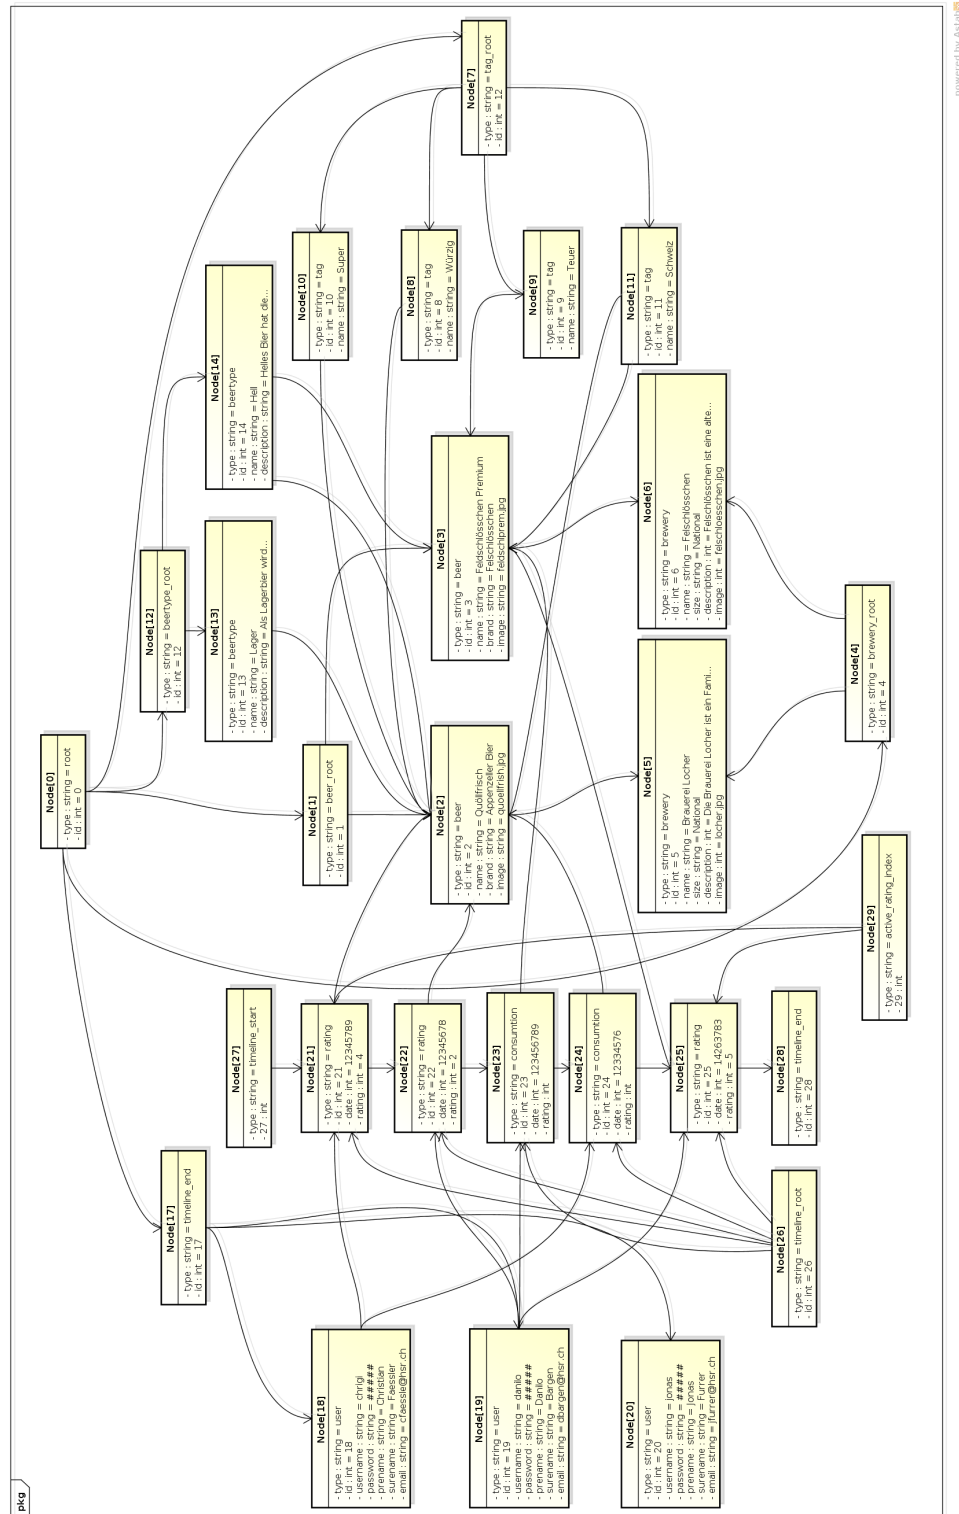 pkg
Node[0]
- type : string = root
- id : int = 0
Node[17]
- type : string = timeline_end
- id : int = 17
Node[12]
- type : string = beertype_root
- id : int = 12
Node[7]
- type : string = tag_root
- id : int = 12
Node[14]
- type : string = beertype
- id : int = 14
- name : string = Hell
- description : string = Helles Bier hat die...
Node[13]
- type : string = beertype
- id : int = 13
- name : string = Lager
- description : string = Als Lagerbier wird...
Node[10]
- type : string = tag
- id : int = 10
- name : string = Super
Node[8]
- type : string = tag
- id : int = 8
- name : string = Würzig
Node[9]
- type : string = tag
- id : int = 9
- name : string = Teuer
Node[11]
- type : string = tag
- id : int = 11
- name : string = Schweiz
Node[1]
- type : string = beer_root
- id : int = 1
Node[3]
- type : string = beer
- id : int = 3
- name : string = Feldschlösschen Premium
- brand : string = Felschlösschen
- image : string = feldschiprem.jpg
Node[2]
- type : string = beer
- id : int = 2
- name : string = Quöllfrisch
- brand : string = Appenzeller Bier
- image : string = quoellfrish.jpg
Node[6]
- type : string = brewery
- id : int = 6
- name : string = Felschlösschen
- size : string = National
- description : int = Felschlösschen ist eine alte...
- image : int = felschloesschen.jpg
Node[5]
- type : string = brewery
- id : int = 5
- name : string = Brauerei Locher
- size : string = National
- description : int = Die Brauerei Locher ist ein Fami...
- image : int = locher.jpg
Node[4]
- type : string = brewery_root
- id : int = 4
Node[29]
- type : string = active_rating_index
- 29 : int
Node[27]
- type : string = timeline_start
- 27 : int
Node[21]
- type : string = rating
- id : int = 21
- date : int = 12345789
- rating : int = 4
Node[22]
- type : string = rating
- id : int = 22
- date : int = 12345678
- rating : int = 2
Node[23]
- type : string = consumtion
- id : int = 23
- date : int = 123456789
- rating : int
Node[24]
- type : string = consumtion
- id : int = 24
- date : int = 12334576
- rating : int
Node[25]
- type : string = rating
- id : int = 25
- date : int = 14263783
- rating : int = 5
Node[28]
- type : string = timeline_end
- id : int = 28
Node[26]
- type : string = timeline_root
- id : int = 26
Node[18]
- type : string = user
- id : int = 18
- username : string = chrigi
- password : string = #####
- prename : string = Christian
- surename : string = Faessler
- email : string = cfaessle@hsr.ch
Node[19]
- type : string = user
- id : int = 19
- username : string = danilo
- password : string = #####
- prename : string = Danilo
- surename : string = Bargen
- email : string = dbargen@hsr.ch
Node[20]
- type : string = user
- id : int = 20
- username : string = jonas
- password : string = #####
- prename : string = Jonas
- surename : string = Furrer
- email : string = jfurrer@hsr.ch
powered by